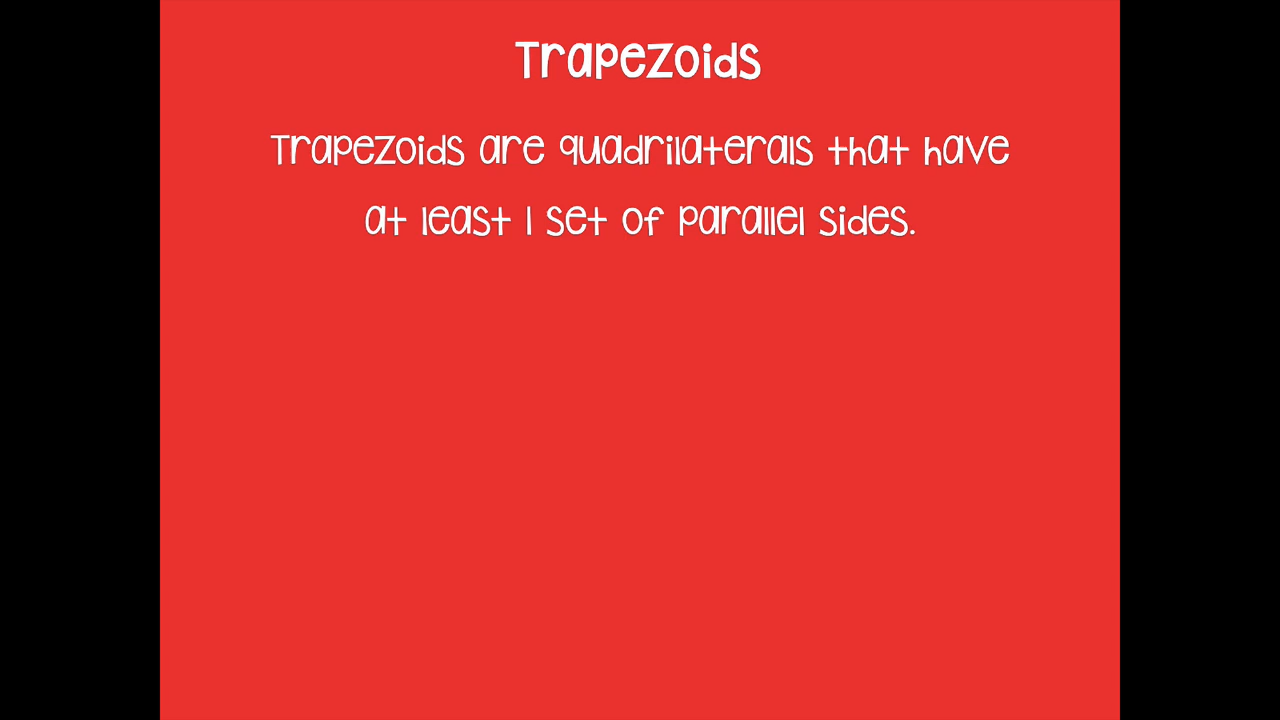 Trapezoids
Trapezoids are quadrilaterals that have
at least 1 set of parallel sides.